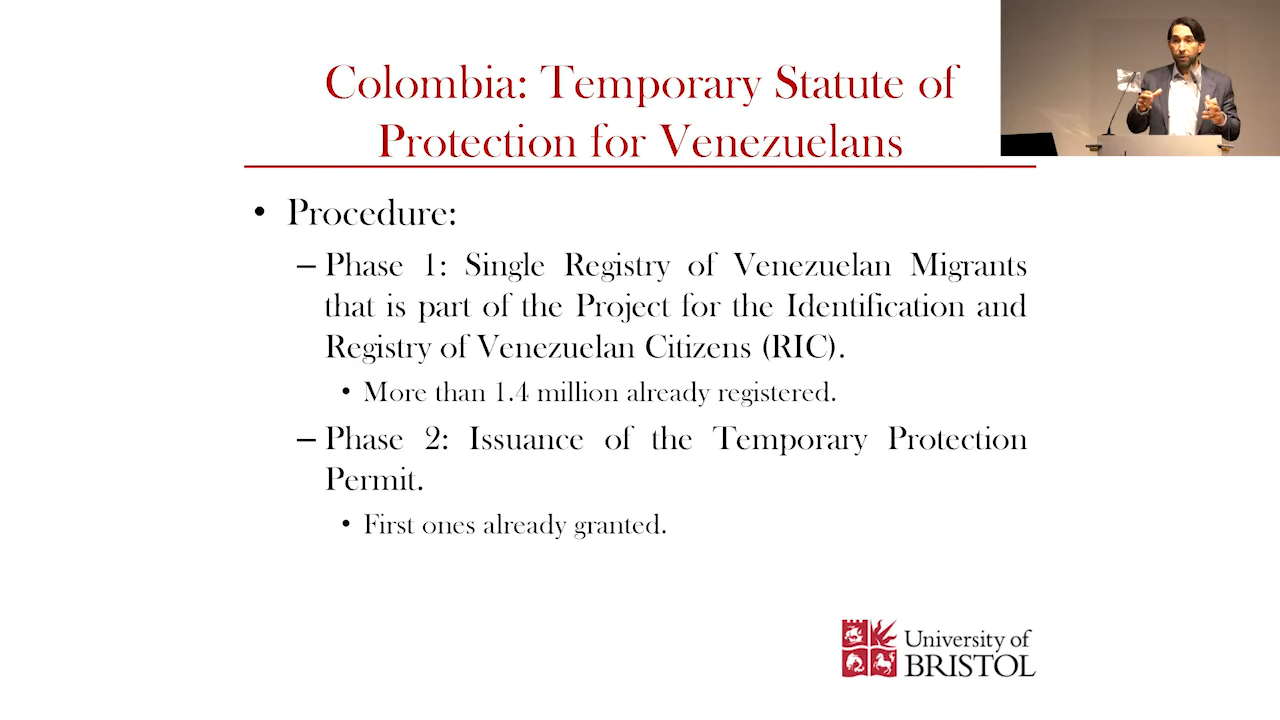 Colombia: Temporary Statute of
Protection for Venezuelans
• Procedure:
– Phase 1: Single Registry of Venezuelan Migrants
that is part of the Project for the Identification and
Registry of Venezuelan Citizens (RIC).
• More than 1.4 million already registered.
– Phase 2: Issuance of the Temporary Protection
Permit.
• First ones already granted.
University of
BRISTOL